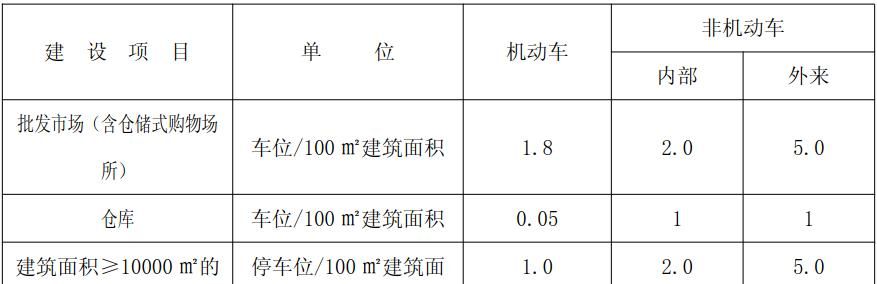 建 设 项 目 单 位 机动车 非机动车
内部 外来
批发市场（含仓储式购物场
所） 车位/100 ㎡建筑面积 1.8 2.0 5.0
仓库 车位/100 ㎡建筑面积 0.05 1 1
建筑面积≥10000 ㎡的 停车位/100 ㎡建筑面 1.0 2.0 5.0